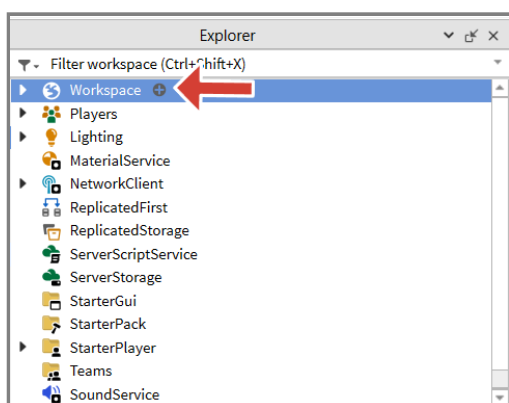 Explorer
Filter workspace (Ctrl+Shift+X)
Workspace
Players
Lighting
MaterialService
NetworkClient
ReplicatedFirst
ReplicatedStorage
ServerScriptService
ServerStorage
StarterGui
StarterPack
StarterPlayer
Teams
SoundService